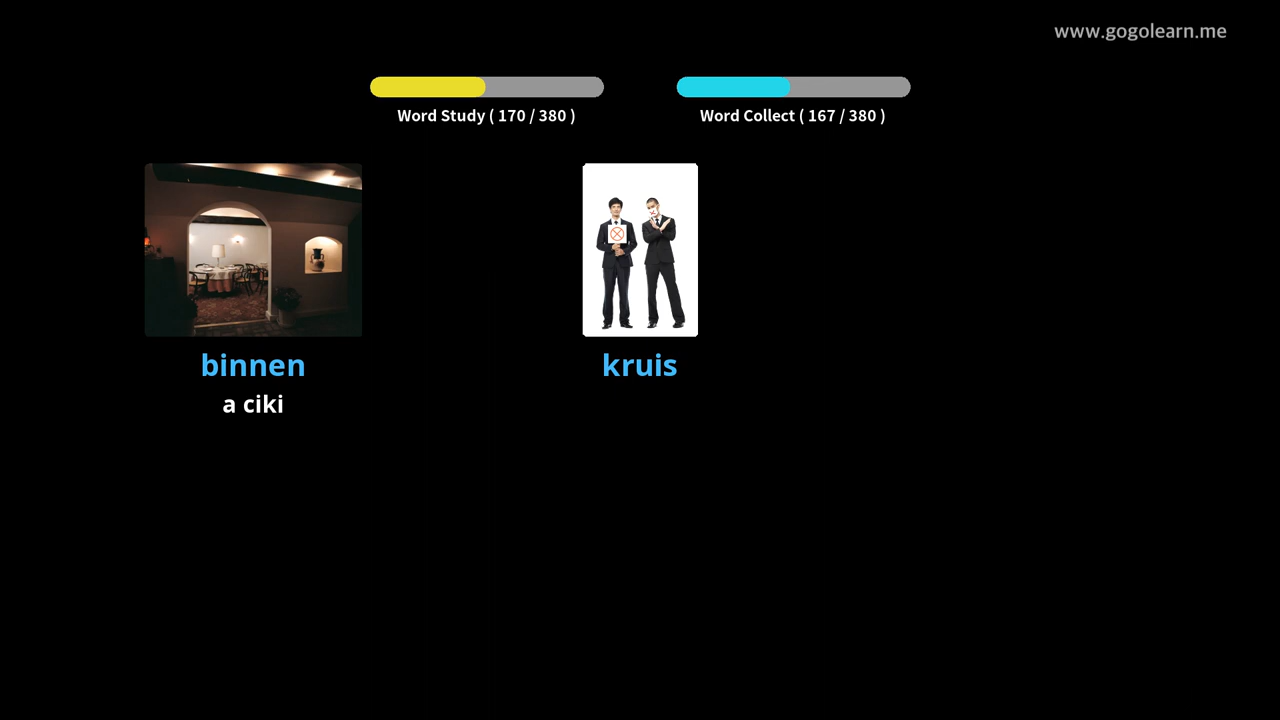 www.gogolearn.me
Word Study ( 170 / 380 )
Word Collect ( 167 / 380 )
binnen
a ciki
kruis